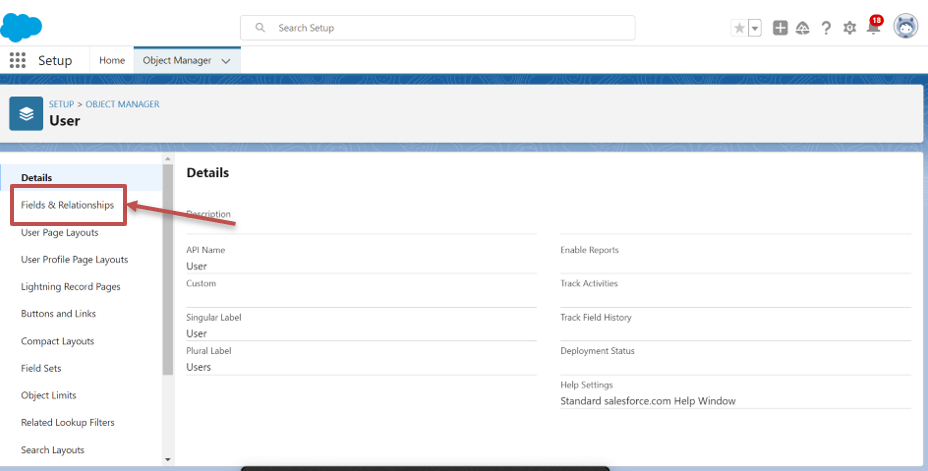 Search Setup
18
Setup
Home
Object Manager
SETUP > OBJECT MANAGER
User
Details
Fields & Relationships
User Page Layouts
User Profile Page Layouts
Lightning Record Pages
Buttons and Links
Compact Layouts
Field Sets
Object Limits
Related Lookup Filters
Search Layouts
Details
Description
API Name
User
Custom
Singular Label
User
Plural Label
Users
Enable Reports
Track Activities
Track Field History
Deployment Status
Help Settings
Standard salesforce.com Help Window